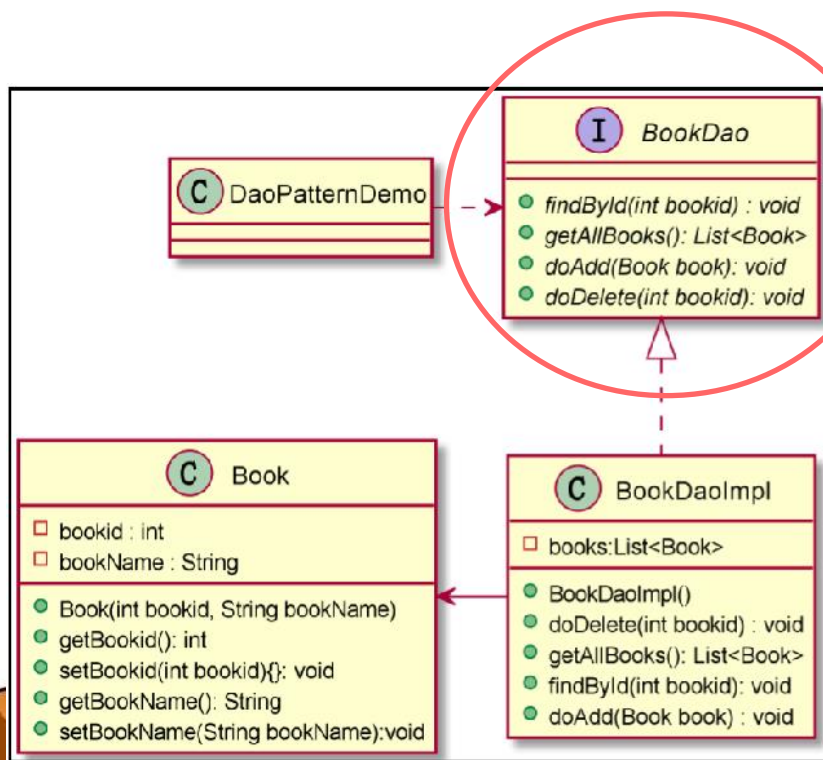 I BookDao
findById(int bookid) : void
getAllBooks(): List<Book>
doAdd(Book book): void
doDelete(int bookid): void
C DaoPatternDemo
C Book
bookid : int
bookName : String
Book(int bookid, String bookName)
getBookid(): int
setBookid(int bookid){}: void
getBookName(): String
setBookName(String bookName):void
C BookDaoImpl
books:List<Book>
BookDaoImpl()
doDelete(int bookid) : void
getAllBooks(): List<Book>
findById(int bookid): void
doAdd(Book book) : void